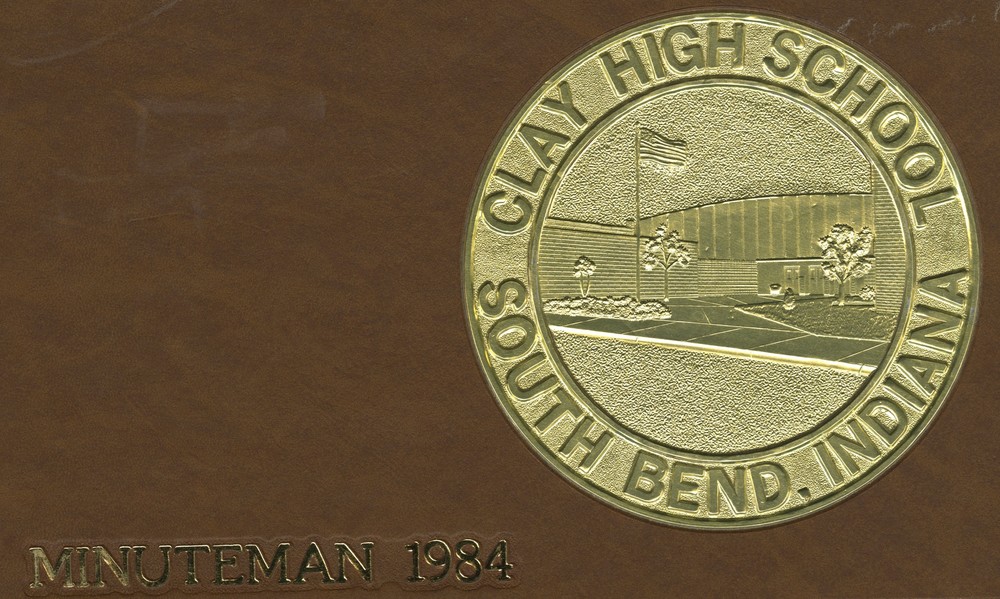 CLAY HIGH SCHOOL
SOUTH BEND, INDIANA
MINUTEMAN 1984